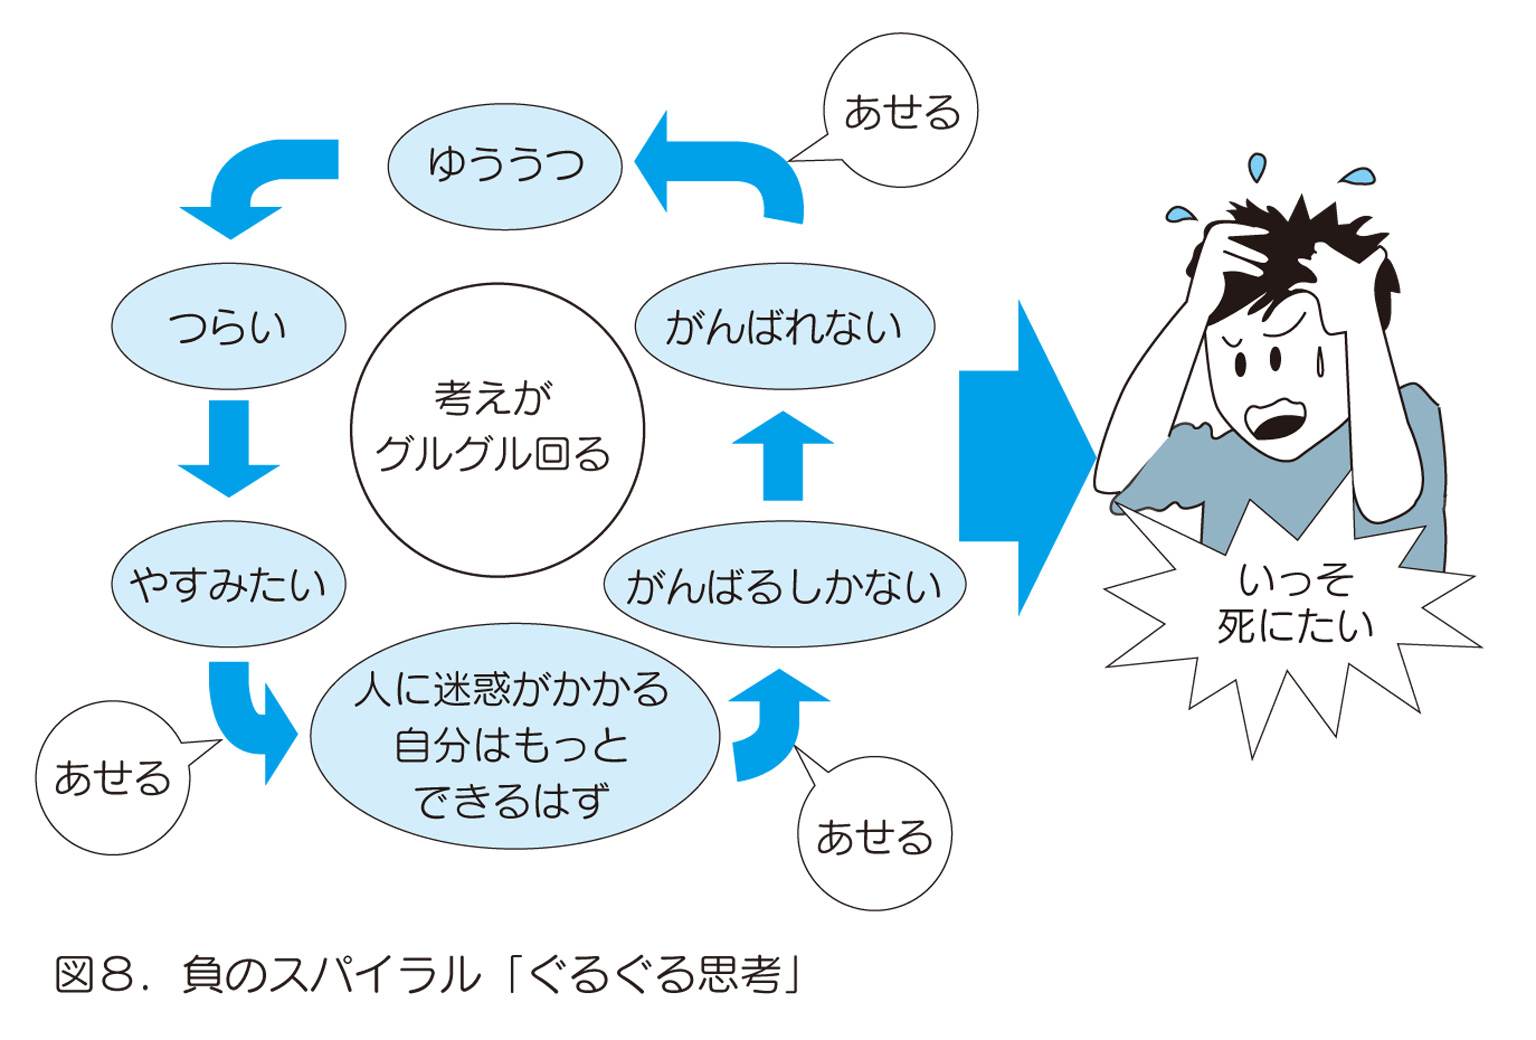 あせる
ゆううつ
つらい
がんばれない
考えが
グルグル回る
やすみたい
がんばるしかない
いっそ
死にたい
人に迷惑がかかる
自分はもっと
できるはず
あせる
あせる
図８．負のスパイラル「ぐるぐる思考」